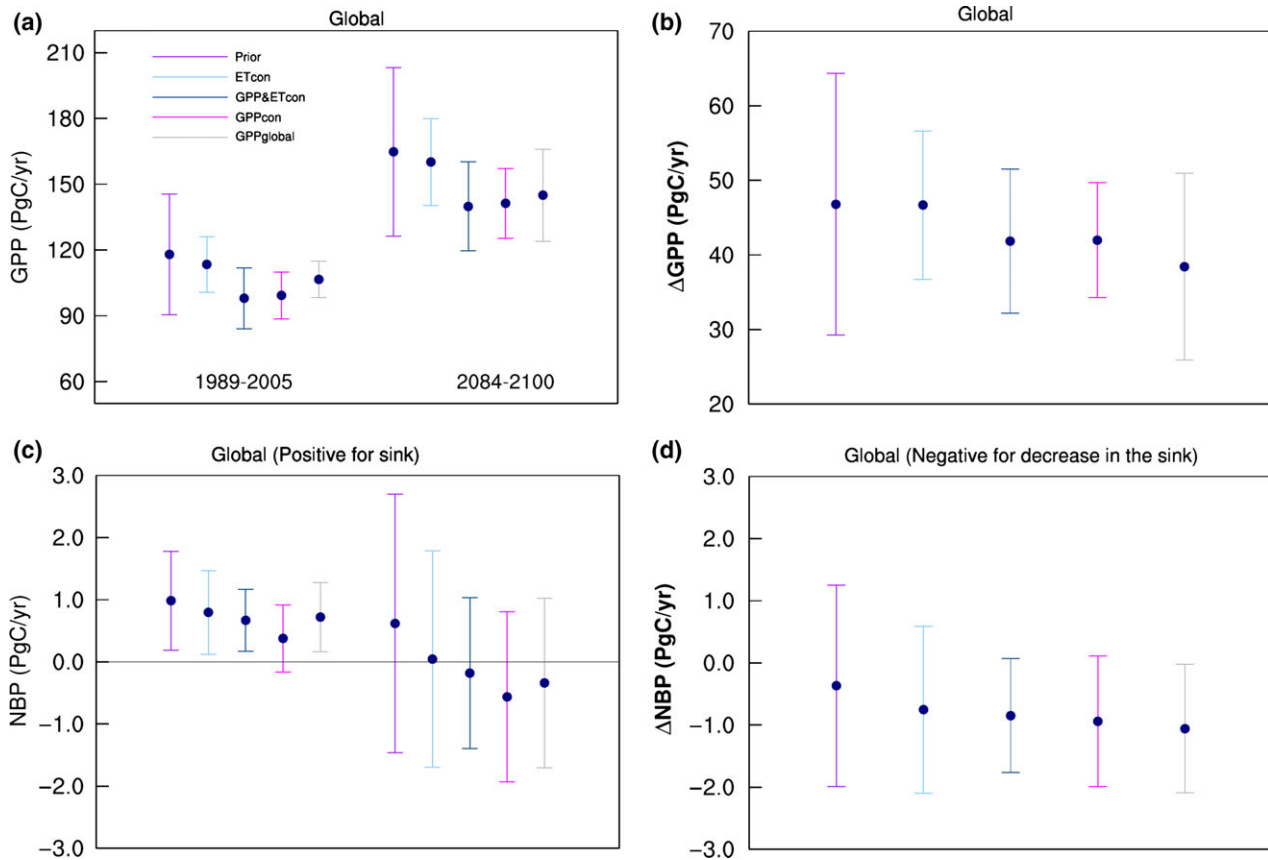 (a)
Global
GPP (PgC/yr)
210
180
150
120
90
60
Prior
ETcon
GPP&ETcon
GPPcon
GPPglobal
1989-2005
2084-2100
(b)
Global
ΔGPP (PgC/yr)
70
60
50
40
30
20
(c)
Global (Positive for sink)
NBP (PgC/yr)
3.0
2.0
1.0
0.0
−1.0
−2.0
−3.0
(d)
Global (Negative for decrease in the sink)
ΔNBP (PgC/yr)
3.0
2.0
1.0
0.0
−1.0
−2.0
−3.0